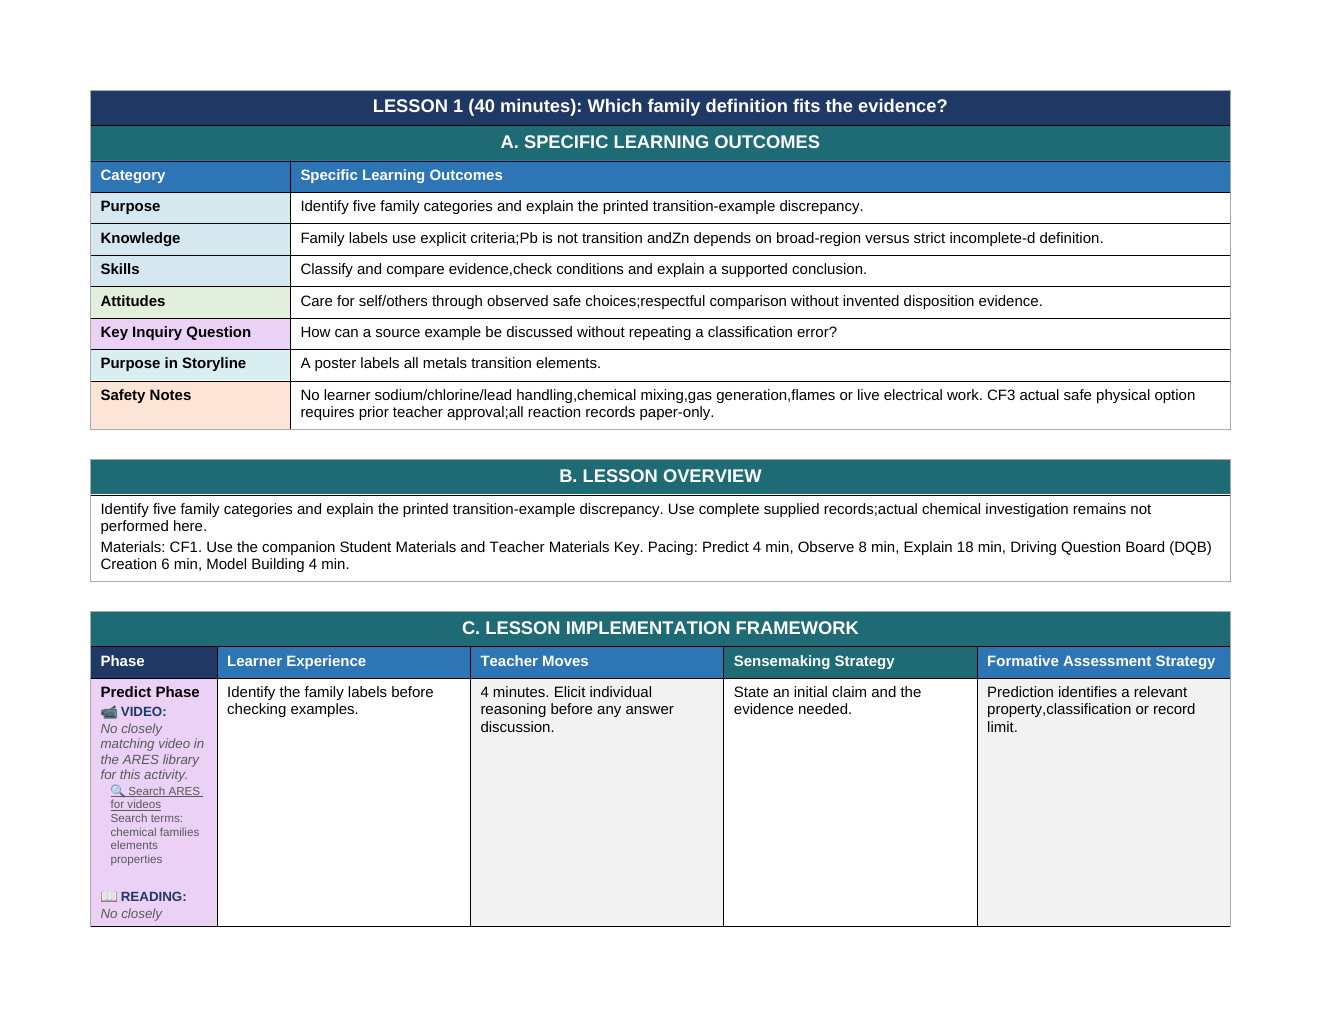 LESSON 1 (40 minutes): Which family definition fits the evidence?
A. SPECIFIC LEARNING OUTCOMES
Category
Specific Learning Outcomes
Purpose
Identify five family categories and explain the printed transition-example discrepancy.
Knowledge
Family labels use explicit criteria;Pb is not transition andZn depends on broad-region versus strict incomplete-d definition.
Skills
Classify and compare evidence,check conditions and explain a supported conclusion.
Attitudes
Care for self/others through observed safe choices;respectful comparison without invented disposition evidence.
Key Inquiry Question
How can a source example be discussed without repeating a classification error?
Purpose in Storyline
A poster labels all metals transition elements.
Safety Notes
No learner sodium/chlorine/lead handling,chemical mixing,gas generation,flames or live electrical work. CF3 actual safe physical option
requires prior teacher approval;all reaction records paper-only.
B. LESSON OVERVIEW
Identify five family categories and explain the printed transition-example discrepancy. Use complete supplied records;actual chemical investigation remains not
performed here.
Materials: CF1. Use the companion Student Materials and Teacher Materials Key. Pacing: Predict 4 min, Observe 8 min, Explain 18 min, Driving Question Board (DQB)
Creation 6 min, Model Building 4 min.
C. LESSON IMPLEMENTATION FRAMEWORK
Phase
Learner Experience
Teacher Moves
Sensemaking Strategy
Formative Assessment Strategy
Predict Phase
📹 VIDEO:
No closely
matching video in
the ARES library
for this activity.
🔍 Search ARES
for videos
Search terms:
chemical families
elements
properties
📖 READING:
No closely
Identify the family labels before
checking examples.
4 minutes. Elicit individual
reasoning before any answer
discussion.
State an initial claim and the
evidence needed.
Prediction identifies a relevant
property,classification or record
limit.